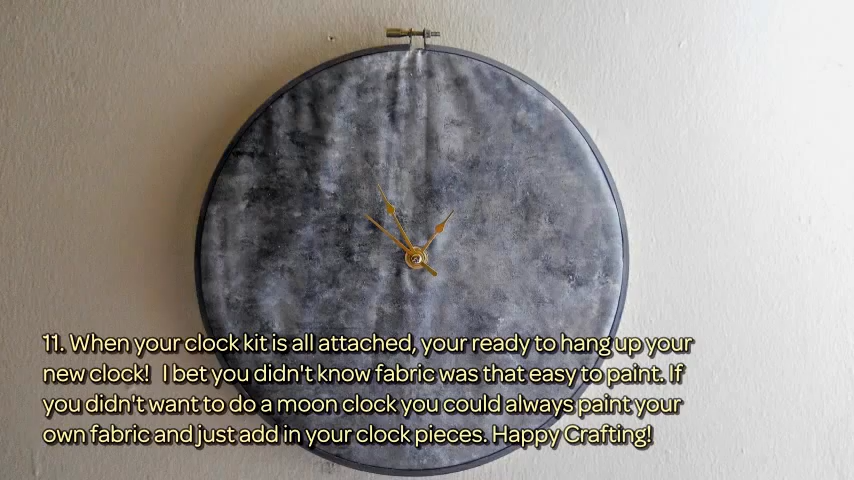 11. When your clock kit is all attached, your ready to hang up your
new clock!  I bet you didn't know fabric was that easy to paint. If
you didn't want to do a moon clock you could always paint your
own fabric and just add in your clock pieces. Happy Crafting!